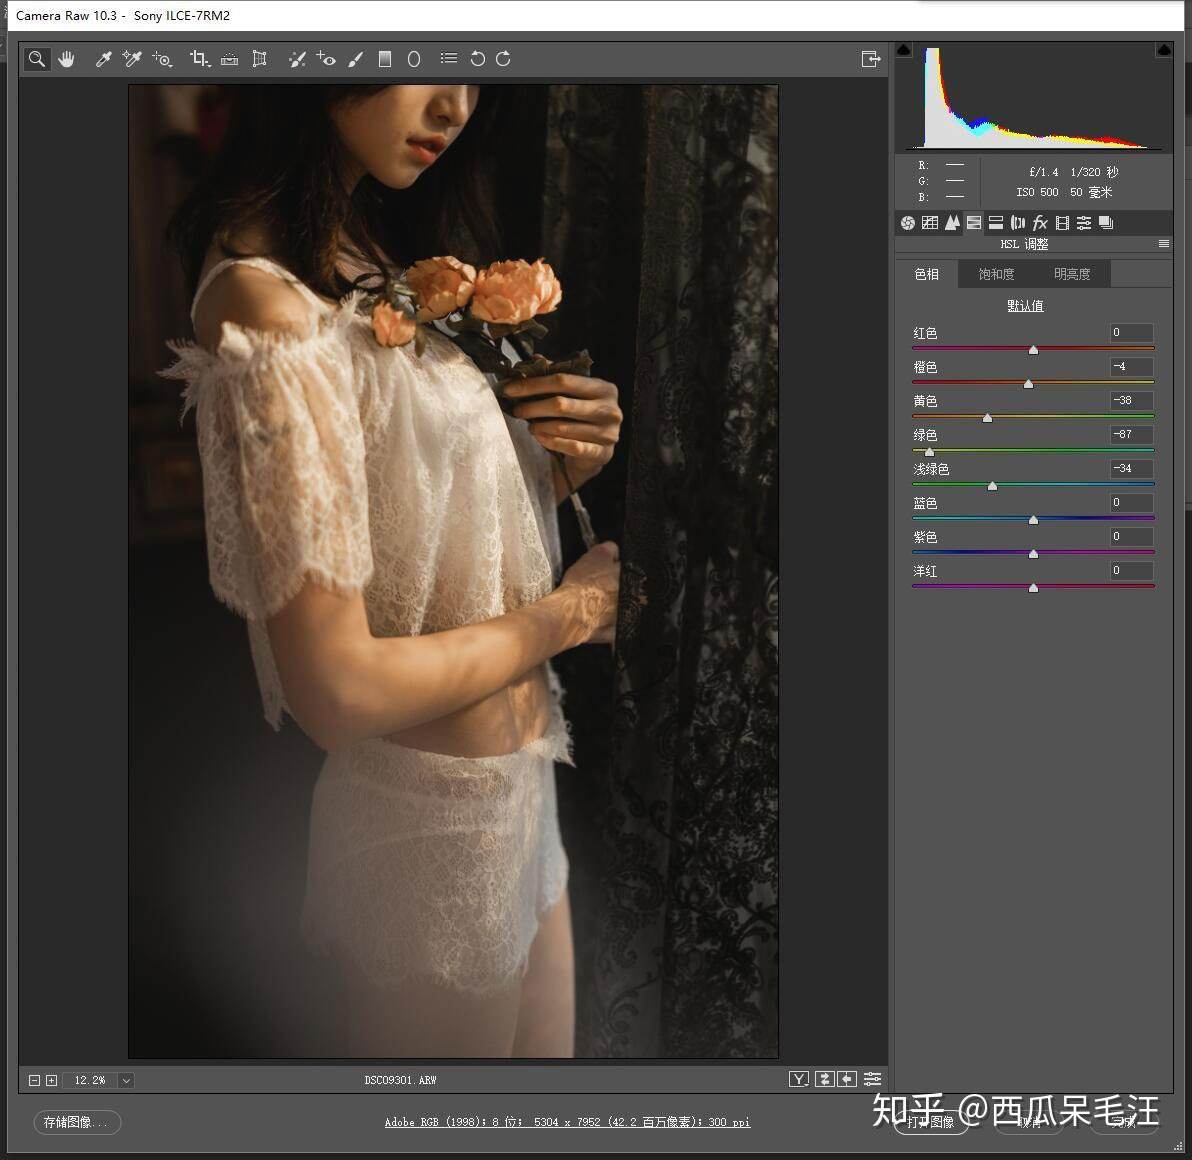 Camera Raw 10.3 - Sony ILCE-7RM2
R:
G:
B:
f/1.4 1/320 秒
ISO 500 50 毫米
HSL 调整
色相 饱和度 明亮度
默认值
红色 0
橙色 -4
黄色 -38
绿色 -87
浅绿色 -34
蓝色 0
紫色 0
洋红 0
12.2%
DSC09301.ARW
存储图像...
Adobe RGB (1998); 8 位; 5304 x 7952 (42.2 百万像素); 300 ppi
打开图像 取消 完成
知乎 @西瓜呆毛汪